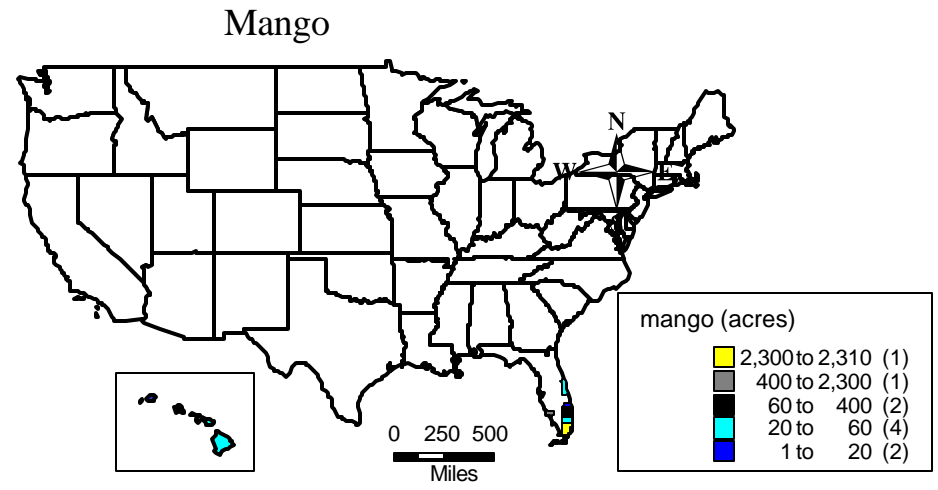 Mango
N
W E
mango (acres)
2,300 to 2,310 (1)
400 to 2,300 (1)
60 to 400 (2)
20 to 60 (4)
1 to 20 (2)
0 250 500
Miles